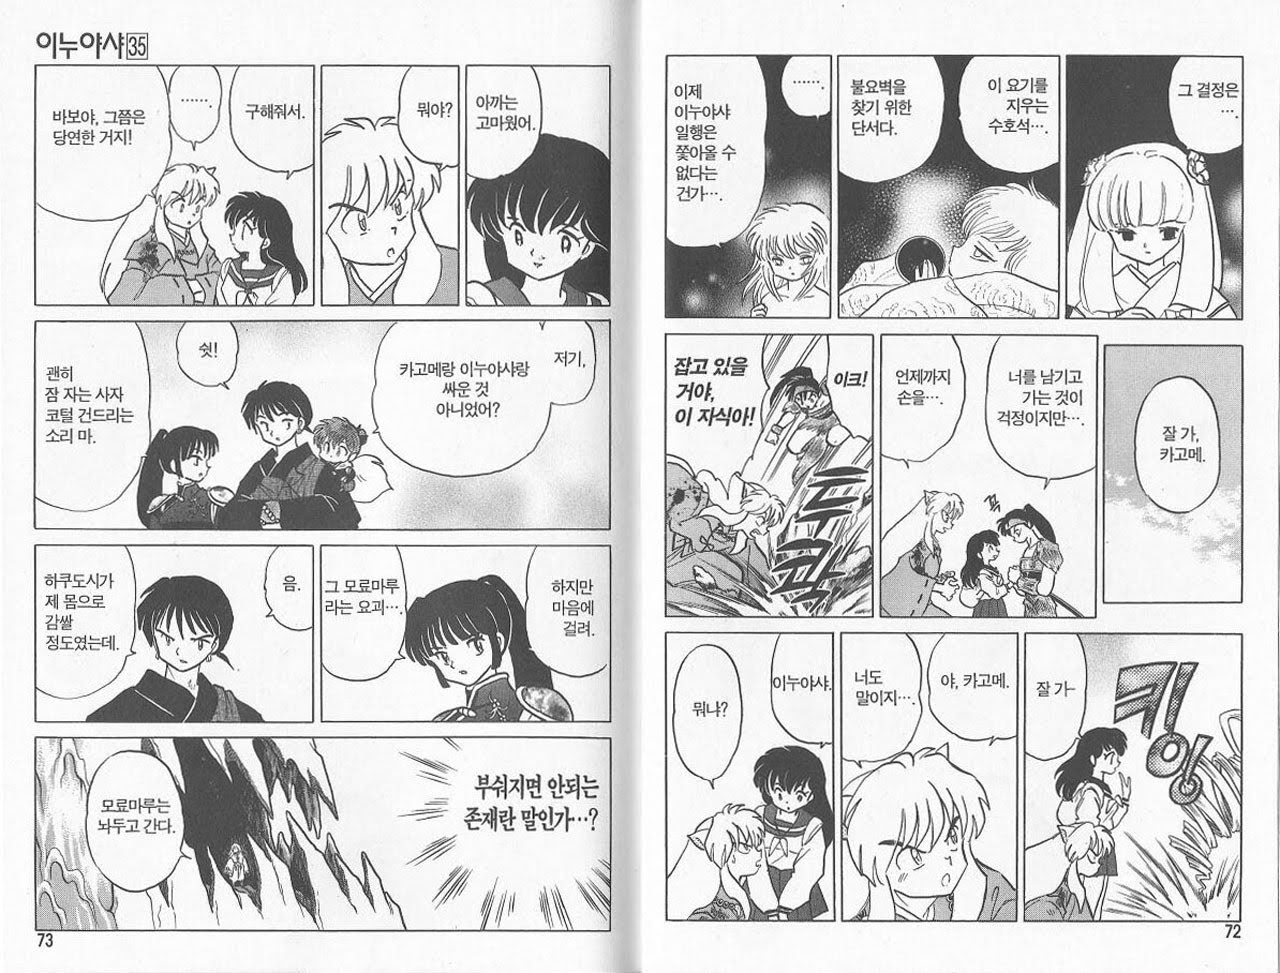 그 결정은
….
이 요기를
지우는
수호석….
불요벽을
찾기 위한
단서다.
…….
이제
이누야샤
일행은
쫓아올 수
없다는
건가….
잘 가,
카고메.
너를 남기고
가는 것이
걱정이지만….
언제까지
손을….
꾹
이크!
잡고 있을
거야,
이 자식아!
두콱
킹
잘 가-
야, 카고메.
너도
말이지….
이누야샤.
뭐냐?
72
이누야샤 35
아까는
고마웠어.
뭐야?
구해줘서.
…….
바보야, 그쯤은
당연한 거지!
저기,
카고메랑 이누야샤랑
싸운 것
아니었어?
쉿!
괜히
잠 자는 사자
코털 건드리는
소리 마.
하지만
마음에
걸려.
그 모료마루
라는 요괴….
음.
하쿠도시가
제 몸으로
감쌀
정도였는데.
부숴지면 안되는
존재란 말인가…?
모료마루는
놔두고 간다.
73